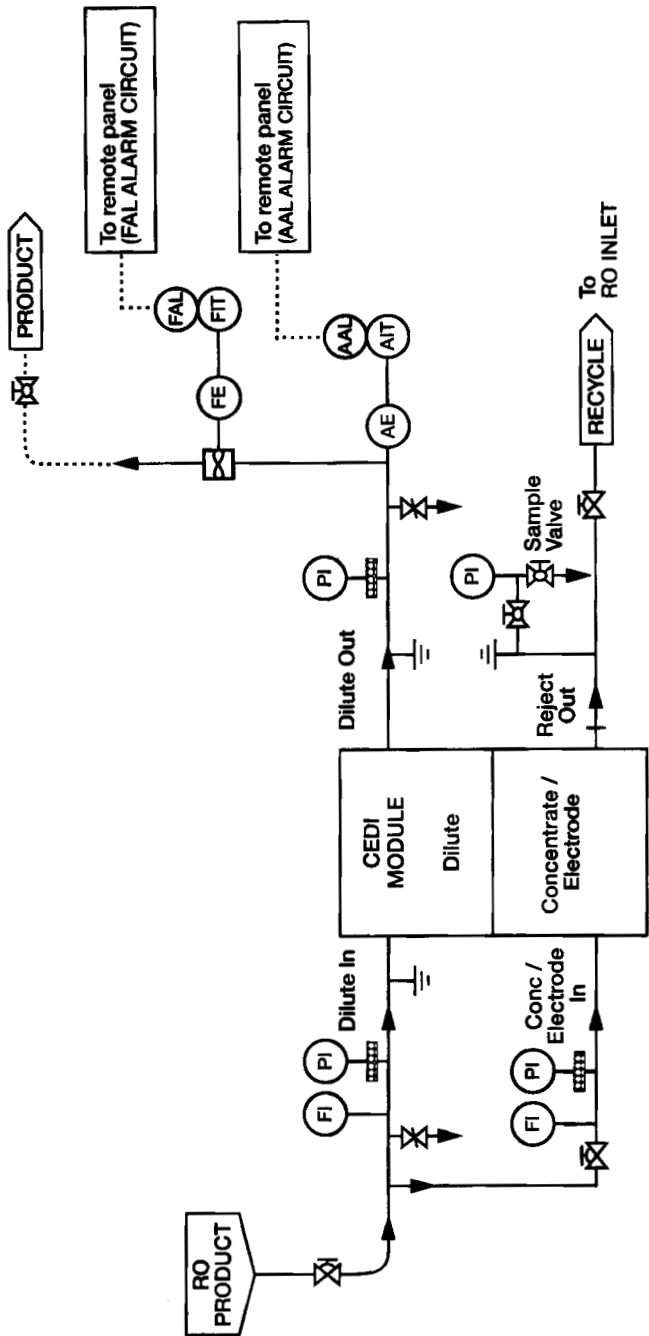 RO
PRODUCT
FI
PI
Dilute In
FI
PI
Conc /
Electrode
In
CEDI
MODULE
Dilute
Concentrate /
Electrode
Dilute Out
PI
Reject
Out
PI
Sample
Valve
AE
AIT
AAL
To remote panel
(AAL ALARM CIRCUIT)
FE
FIT
FAL
To remote panel
(FAL ALARM CIRCUIT)
PRODUCT
RECYCLE
To
RO INLET